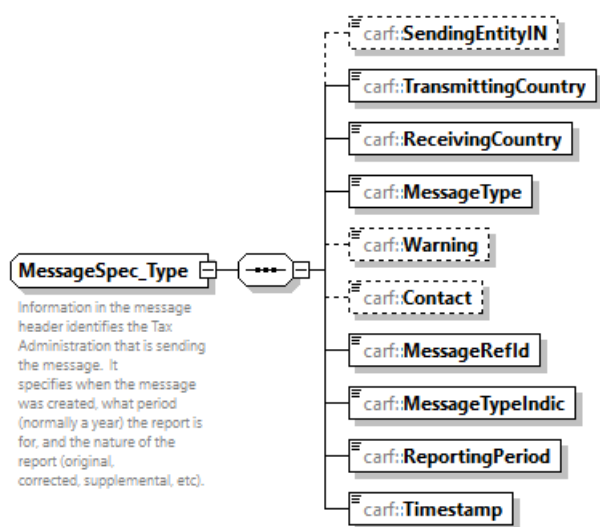 carf::SendingEntityIN
carf::TransmittingCountry
carf::ReceivingCountry
carf::MessageType
carf::Warning
MessageSpec_Type
carf::Contact
Information in the message
header identifies the Tax
Administration that is sending
the message.  It
specifies when the message
was created, what period
(normally a year) the report is
for, and the nature of the
report (original,
corrected, supplemental, etc).
carf::MessageRefId
carf::MessageTypeIndic
carf::ReportingPeriod
carf::Timestamp